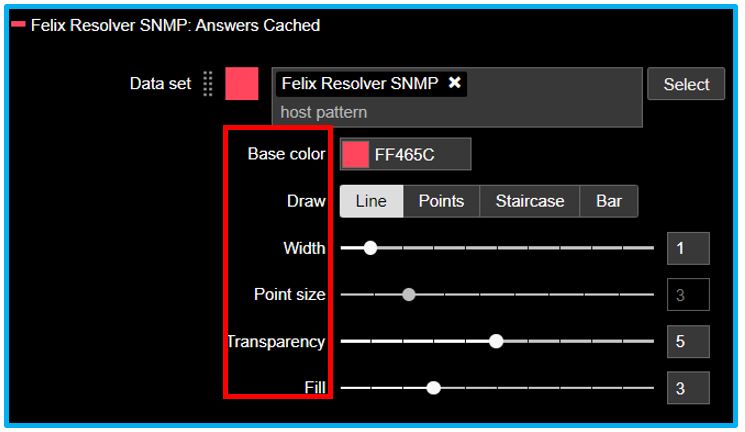 Felix Resolver SNMP: Answers Cached
Data set Felix Resolver SNMP ✖ Select
host pattern
Base color FF465C
Draw Line Points Staircase Bar
Width 1
Point size 3
Transparency 5
Fill 3